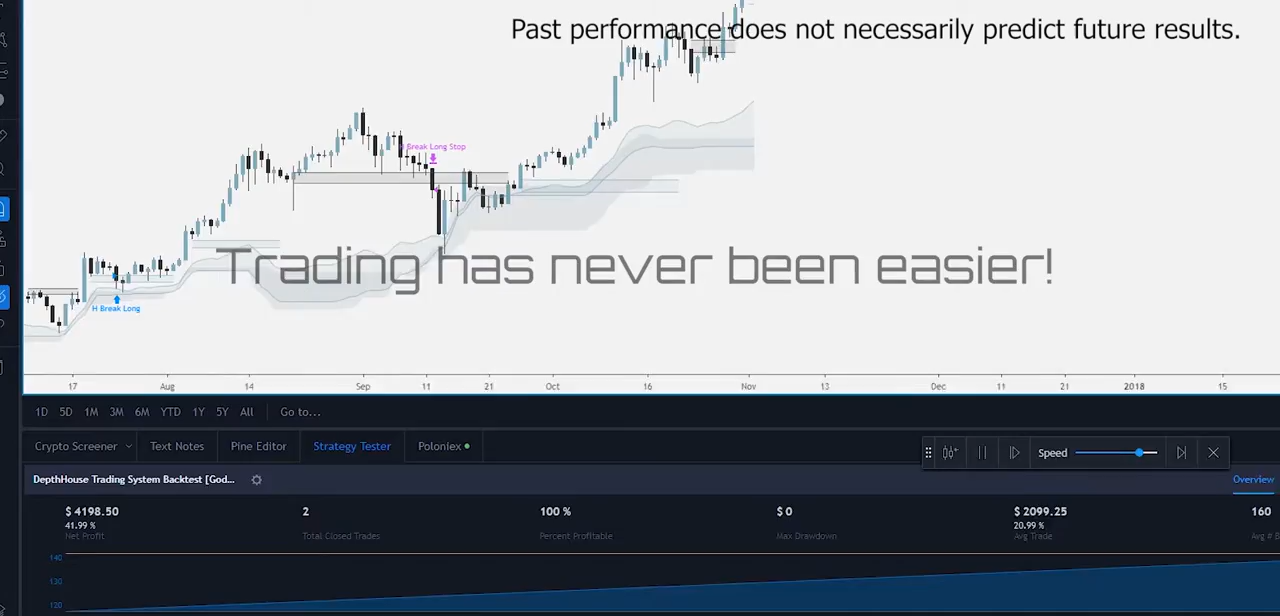 Past performance does not necessarily predict future results.
Break Long Stop
Trading has never been easier!
H Break Long
17 Aug 14 Sep 11 21 Oct 16 Nov 13 Dec 11 21 2018 15
1D 5D 1M 3M 6M YTD 1Y 5Y All Go to...
Crypto Screener Text Notes Pine Editor Strategy Tester Poloniex
Speed
DepthHouse Trading System Backtest [God... Overview
$ 4198.50 2 100 % $ 0 $ 2099.25 160
41.99 % 20.99 %
Net Profit Total Closed Trades Percent Profitable Max Drawdown Avg Trade Avg # B
140
130
120